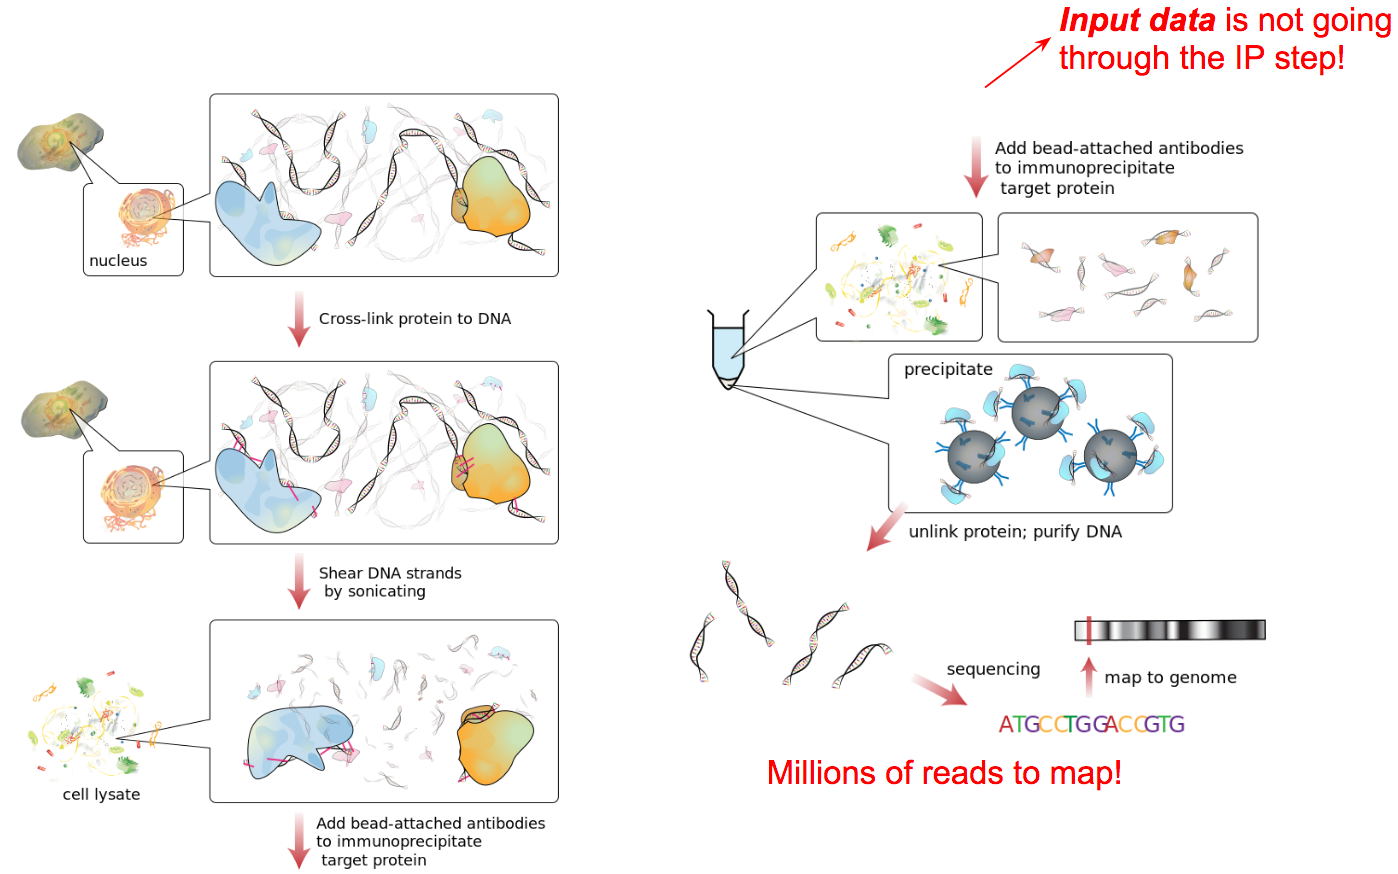 nucleus
Cross-link protein to DNA
Shear DNA strands
by sonicating
cell lysate
Add bead-attached antibodies
to immunoprecipitate
target protein
Input data is not going
through the IP step!
Add bead-attached antibodies
to immunoprecipitate
target protein
precipitate
unlink protein; purify DNA
sequencing
map to genome
ATGCCTGGACCGTG
Millions of reads to map!